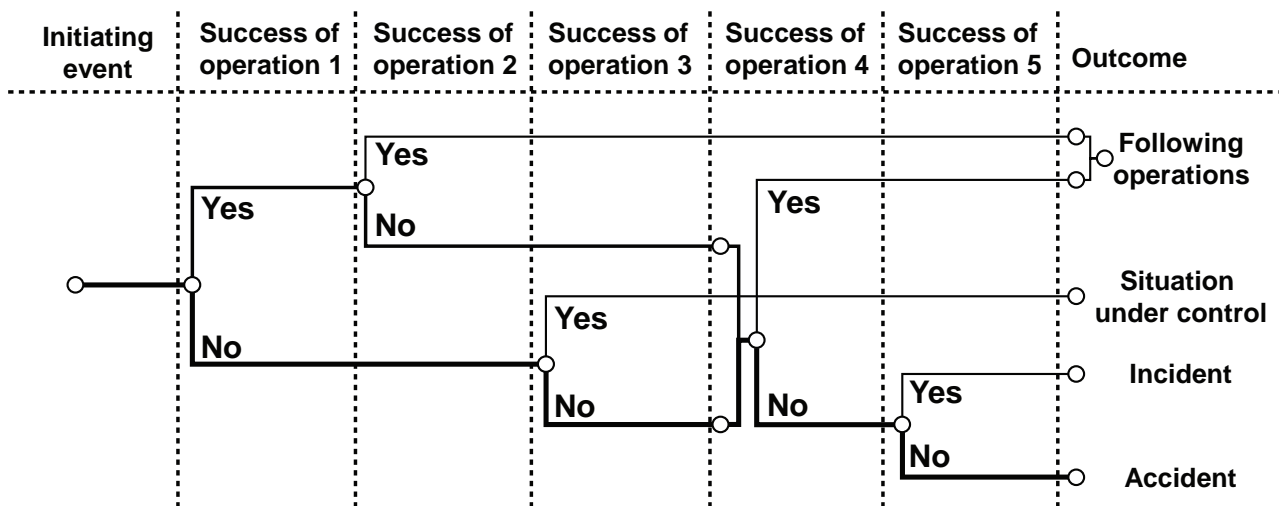 Initiating
event
Success of
operation 1
Success of
operation 2
Success of
operation 3
Success of
operation 4
Success of
operation 5
Outcome
Yes
Following
operations
Yes
Yes
No
Situation
under control
Yes
No
Incident
Yes
No
No
No
Accident